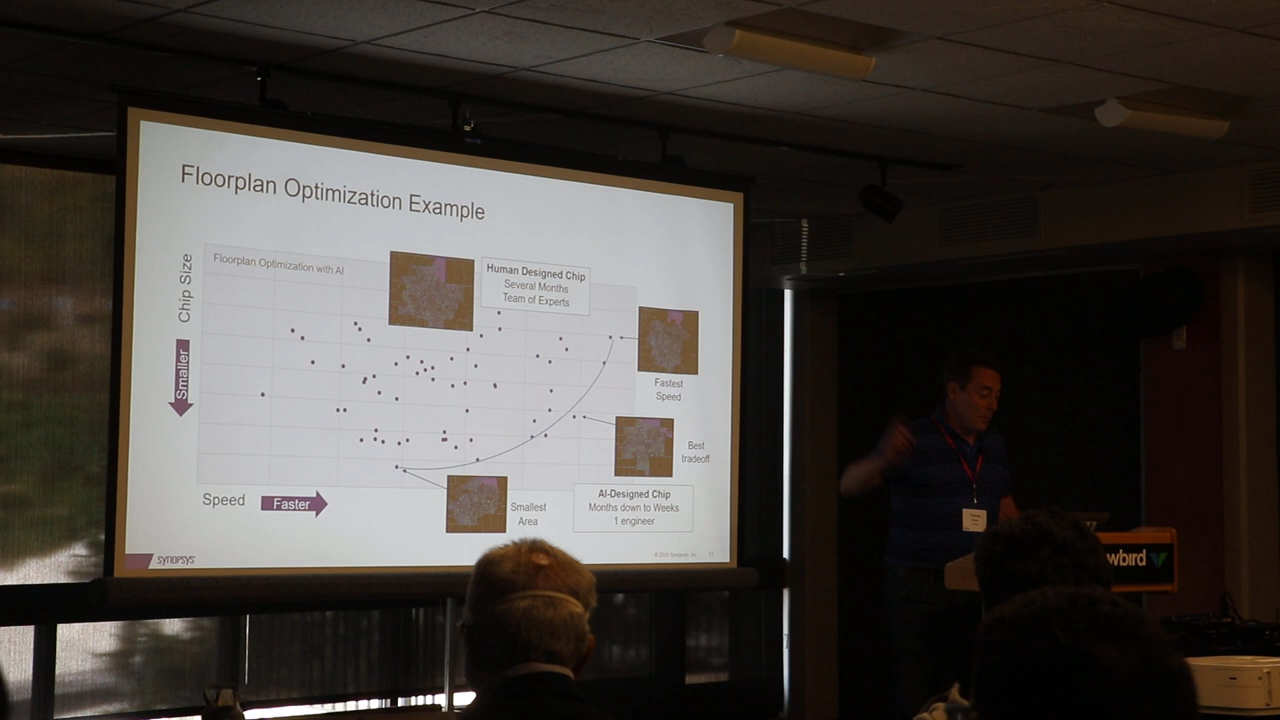 Floorplan Optimization Example
Floorplan Optimization with AI
Human Designed Chip
Several Months
Team of Experts
Chip Size
Smaller
Fastest
Speed
Best
tradeoff
Smallest
Area
AI-Designed Chip
Months down to Weeks
1 engineer
Speed
Faster
SYNOPSYS
wbird